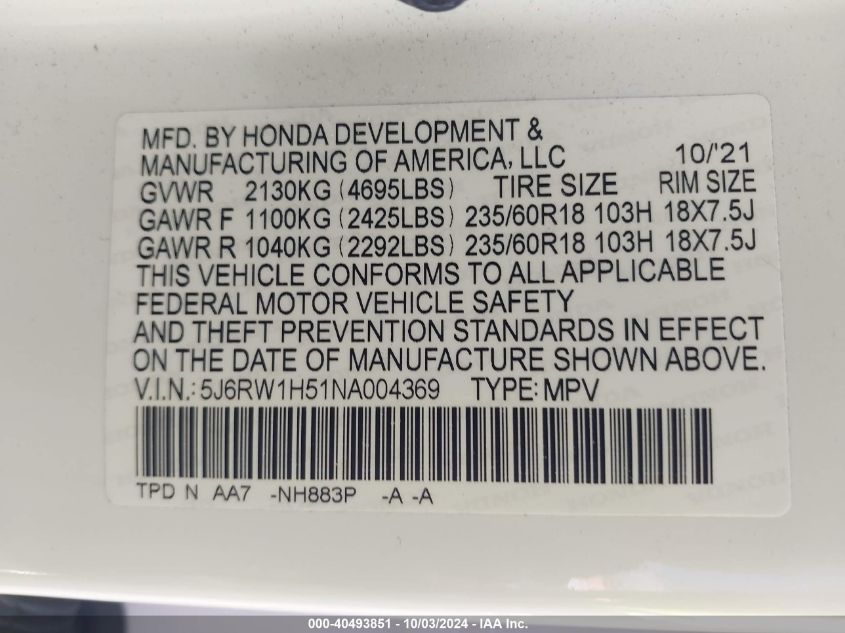 MFD. BY HONDA DEVELOPMENT &
MANUFACTURING OF AMERICA, LLC 10/'21
GVWR 2130KG (4695LBS) TIRE SIZE RIM SIZE
GAWR F 1100KG (2425LBS) 235/60R18 103H 18X7.5J
GAWR R 1040KG (2292LBS) 235/60R18 103H 18X7.5J
THIS VEHICLE CONFORMS TO ALL APPLICABLE
FEDERAL MOTOR VEHICLE SAFETY
AND THEFT PREVENTION STANDARDS IN EFFECT
ON THE DATE OF MANUFACTURE SHOWN ABOVE.
V.I.N.: 5J6RW1H51NA004369 TYPE: MPV
TPD N AA7 -NH883P -A -A
000-40493851 - 10/03/2024 - IAA Inc.